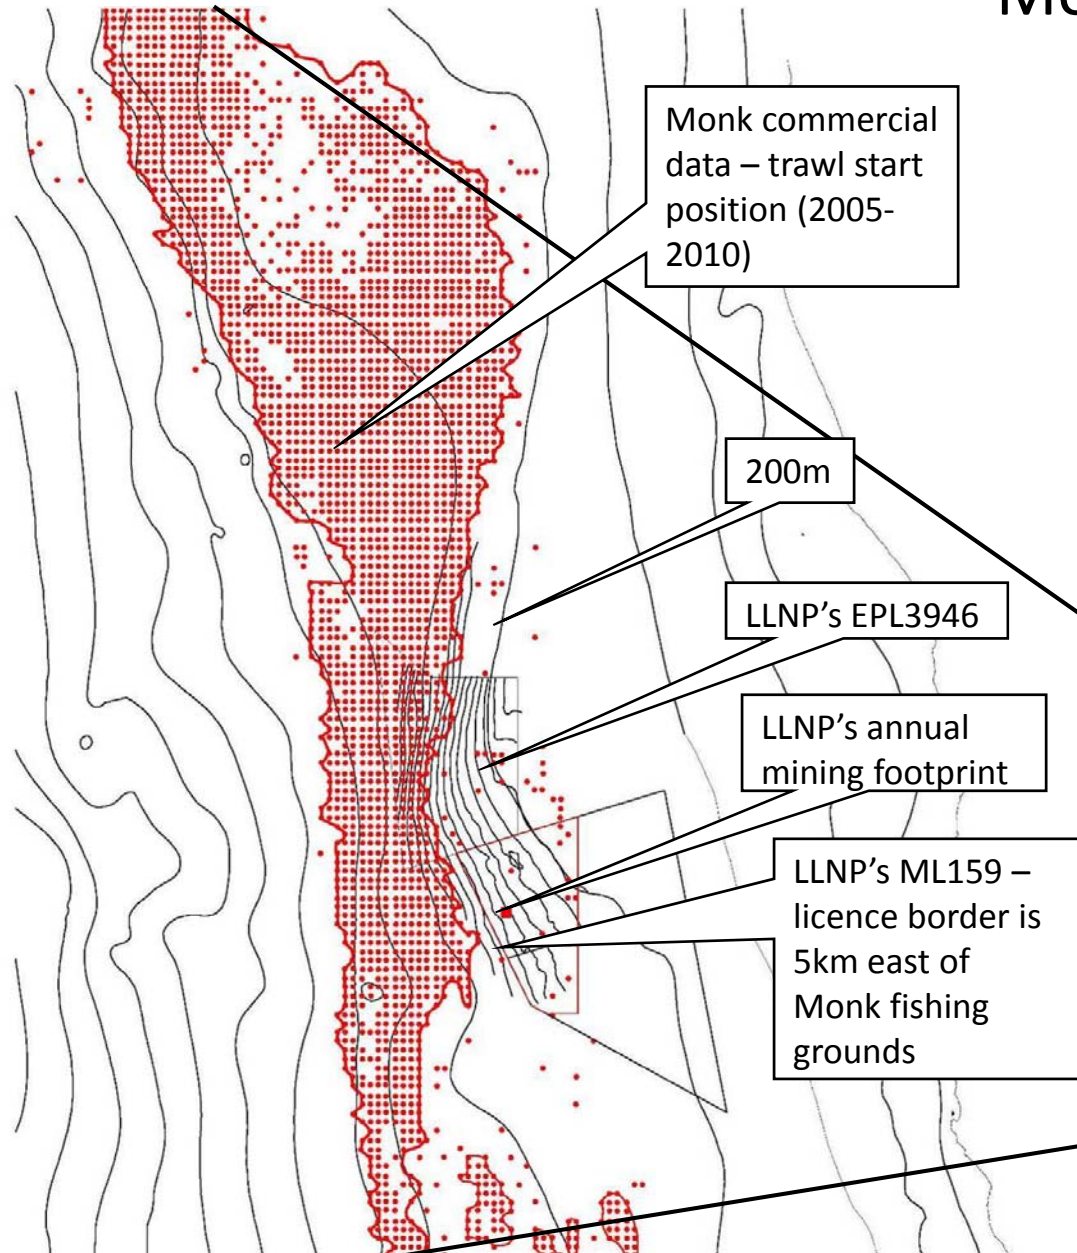 Monk commercial
data – trawl start
position (2005-
2010)
200m
LLNP's EPL3946
LLNP's annual
mining footprint
LLNP's ML159 –
licence border is
5km east of
Monk fishing
grounds